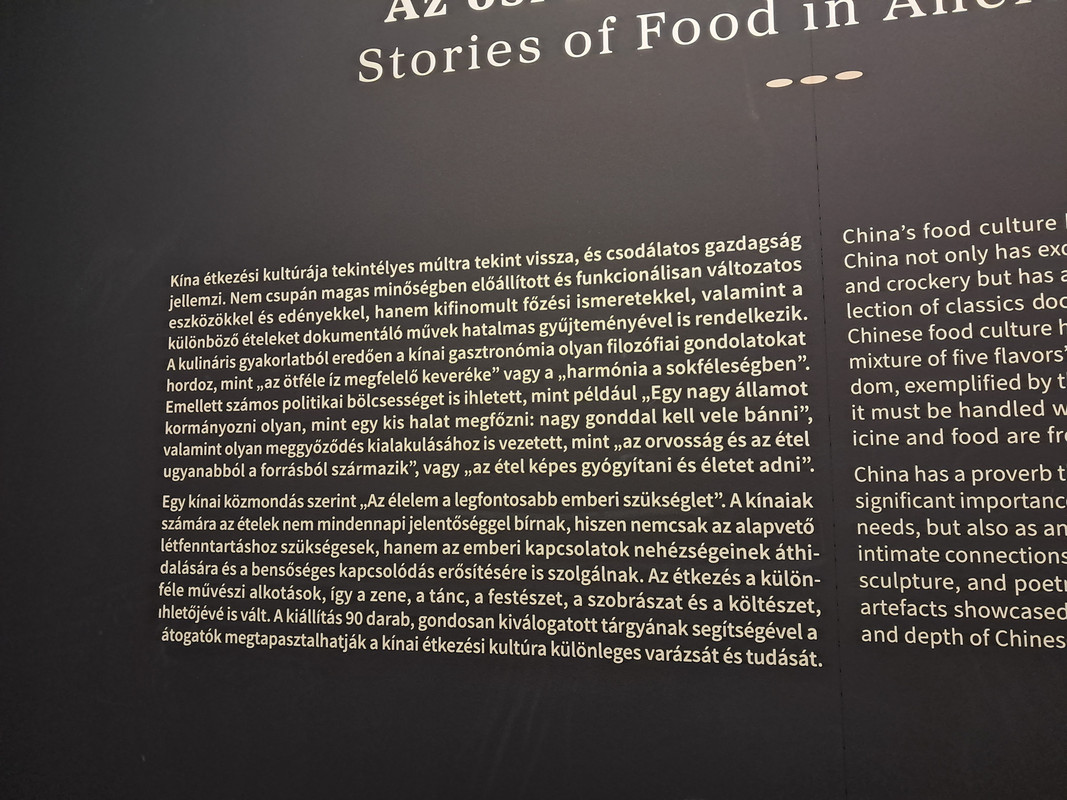 Az
Stories of Food in
Kína étkezési kultúrája tekintélyes múltra tekint vissza, és csodálatos gazdagság
jellemzi. Nem csupán magas minőségben előállított és funkcionálisan változatos
eszközökkel és edényekkel, hanem kifinomult főzési ismeretekkel, valamint a
különböző ételeket dokumentáló művek hatalmas gyűjteményével is rendelkezik.
A kulináris gyakorlatból eredően a kínai gasztronómia olyan filozófiai gondolatokat
hordoz, mint „az ötféle íz megfelelő keveréke” vagy a „harmónia a sokféleségben”.
Emellett számos politikai bölcsességet is ihletett, mint például „Egy nagy államot
kormányozni olyan, mint egy kis halat megfőzni: nagy gonddal kell vele bánni”,
valamint olyan meggyőződés kialakulásához is vezetett, mint „az orvosság és az étel
ugyanabból a forrásból származik”, vagy „az étel képes gyógyítani és életet adni”.
Egy kínai közmondás szerint „Az élelem a legfontosabb emberi szükséglet”. A kínaiak
számára az ételek nem mindennapi jelentőséggel bírnak, hiszen nemcsak az alapvető
létfenntartáshoz szükségesek, hanem az emberi kapcsolatok nehézségeinek áthi-
dalására és a bensőséges kapcsolódás erősítésére is szolgálnak. Az étkezés a külön-
féle művészi alkotások, így a zene, a tánc, a festészet, a szobrászat és a költészet,
ihletőjévé is vált. A kiállítás 90 darab, gondosan kiválogatott tárgyának segítségével a
átogatók megtapasztalhatják a kínai étkezési kultúra különleges varázsát és tudását.
China’s food culture
China not only has exc
and crockery but has a
lection of classics doc
Chinese food culture h
mixture of five flavors’
dom, exemplified by t
it must be handled w
icine and food are fr
China has a proverb t
significant importance
needs, but also as an
intimate connections
sculpture, and poetr
artefacts showcased
and depth of Chines